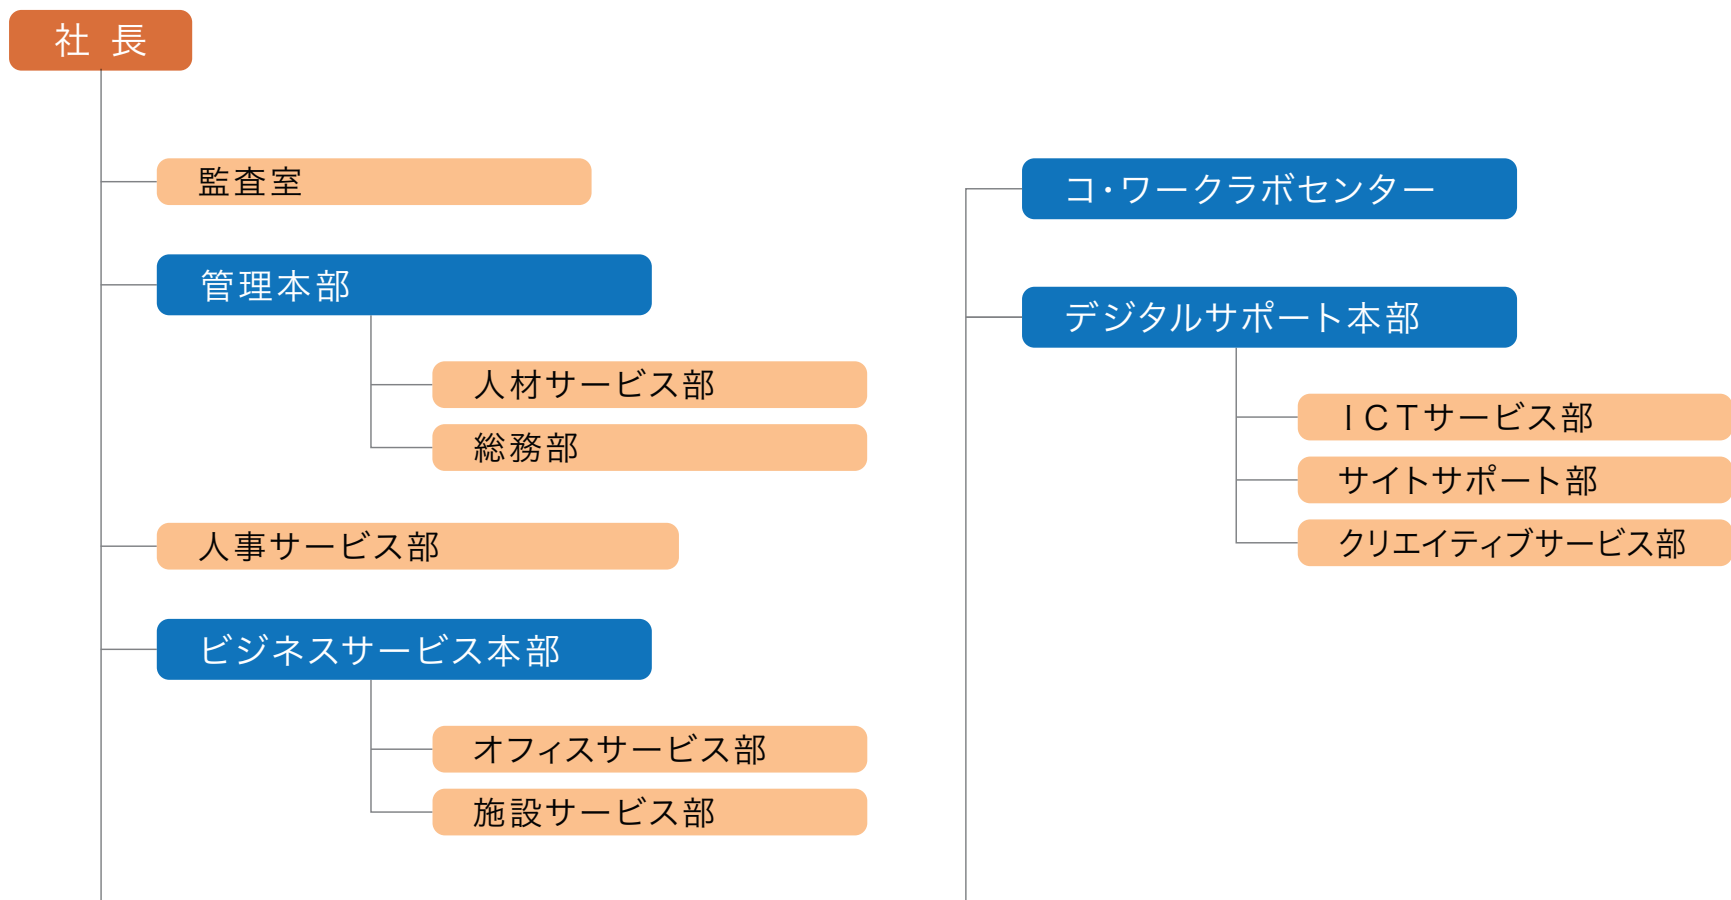 社 長
監査室
管理本部
人材サービス部
総務部
人事サービス部
ビジネスサービス本部
オフィスサービス部
施設サービス部
コ・ワークラボセンター
デジタルサポート本部
ICTサービス部
サイトサポート部
クリエイティブサービス部